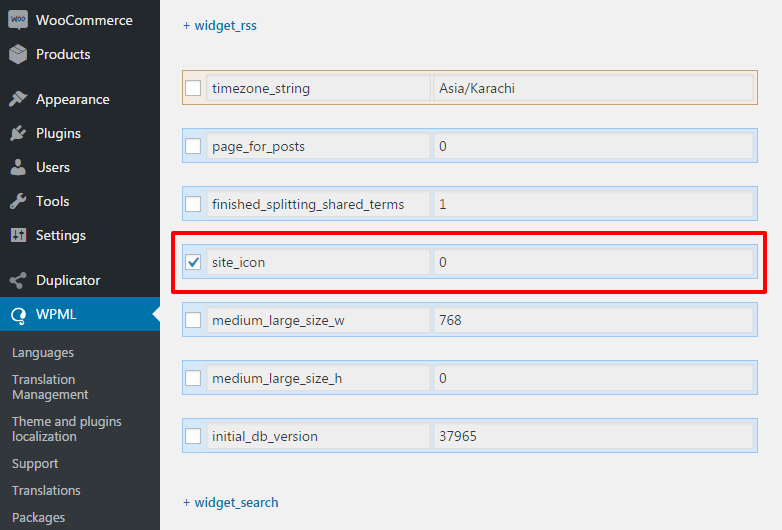 WOO WooCommerce
Products
Appearance
Plugins
Users
Tools
Settings
Duplicator
WPML
Languages
Translation
Management
Theme and plugins
localization
Support
Translations
Packages
+ widget_rss
timezone_string Asia/Karachi
page_for_posts 0
finished_splitting_shared_terms 1
site_icon 0
medium_large_size_w 768
medium_large_size_h 0
initial_db_version 37965
+ widget_search